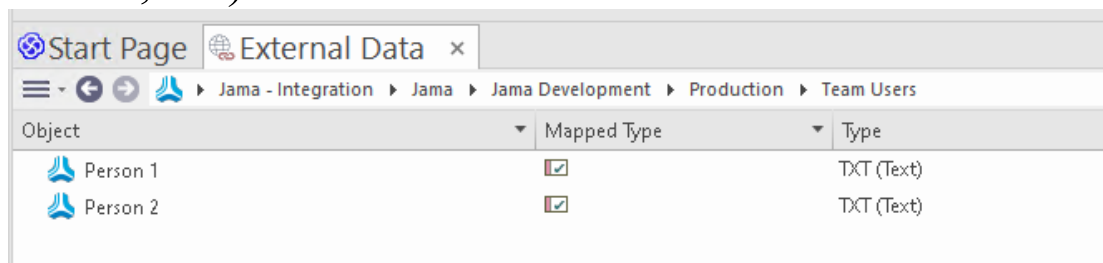 Start Page External Data ×
Jama - Integration Jama Jama Development Production Team Users
Object Mapped Type Type
Person 1 TXT (Text)
Person 2 TXT (Text)